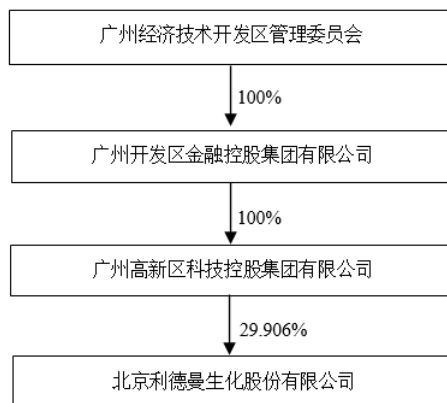 广州经济技术开发区管理委员会
100%
广州开发区金融控股集团有限公司
100%
广州高新区科技控股集团有限公司
29.906%
北京利德曼生化股份有限公司